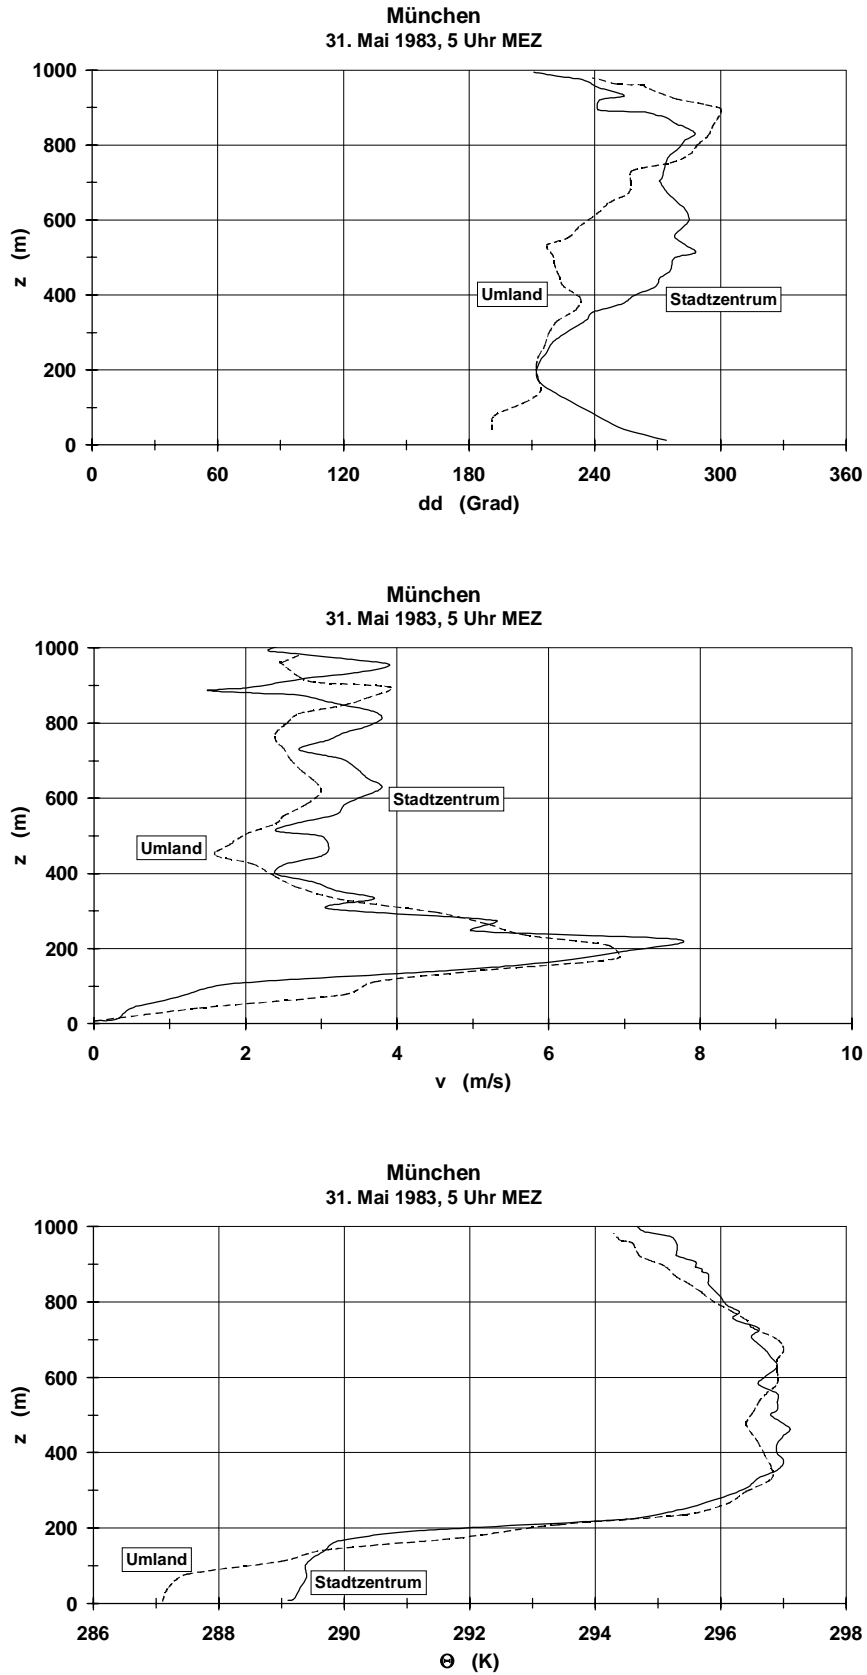 München
31. Mai 1983, 5 Uhr MEZ
1000
800
600
400
200
0
z (m)
Umland
Stadtzentrum
0 60 120 180 240 300 360
dd (Grad)
München
31. Mai 1983, 5 Uhr MEZ
1000
800
600
400
200
0
z (m)
Stadtzentrum
Umland
0 2 4 6 8 10
v (m/s)
München
31. Mai 1983, 5 Uhr MEZ
1000
800
600
400
200
0
z (m)
Umland
Stadtzentrum
286 288 290 292 294 296 298
Θ (K)